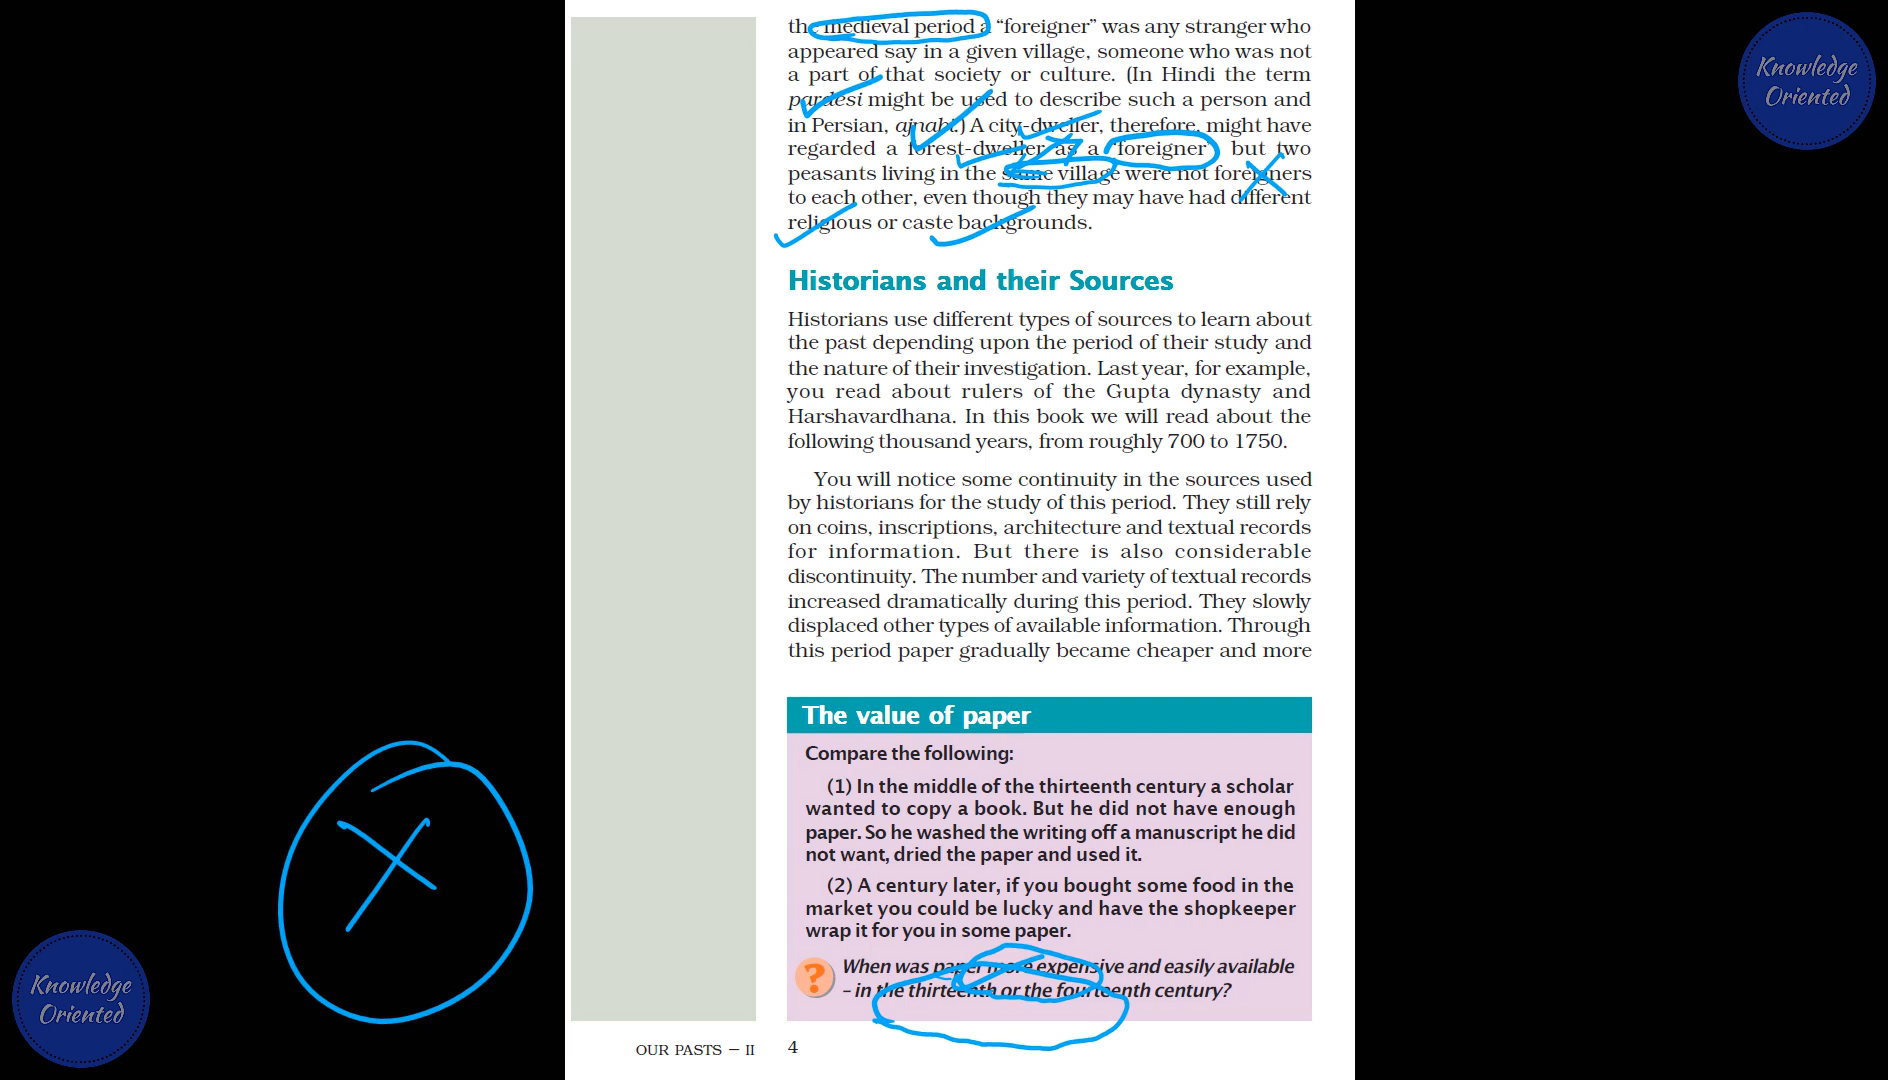 the medieval period a “foreigner” was any stranger who
appeared say in a given village, someone who was not
a part of that society or culture. (In Hindi the term
pardesi might be used to describe such a person and
in Persian, ajnabi.) A city-dweller, therefore, might have
regarded a forest-dweller as a “foreigner”, but two
peasants living in the same village were not foreigners
to each other, even though they may have had different
religious or caste backgrounds.
Historians and their Sources
Historians use different types of sources to learn about
the past depending upon the period of their study and
the nature of their investigation. Last year, for example,
you read about rulers of the Gupta dynasty and
Harshavardhana. In this book we will read about the
following thousand years, from roughly 700 to 1750.
You will notice some continuity in the sources used
by historians for the study of this period. They still rely
on coins, inscriptions, architecture and textual records
for information. But there is also considerable
discontinuity. The number and variety of textual records
increased dramatically during this period. They slowly
displaced other types of available information. Through
this period paper gradually became cheaper and more
The value of paper
Compare the following:
(1) In the middle of the thirteenth century a scholar
wanted to copy a book. But he did not have enough
paper. So he washed the writing off a manuscript he did
not want, dried the paper and used it.
(2) A century later, if you bought some food in the
market you could be lucky and have the shopkeeper
wrap it for you in some paper.
?
When was paper more expensive and easily available
– in the thirteenth or the fourteenth century?
OUR PASTS – II
4
Knowledge
Oriented
Knowledge
Oriented